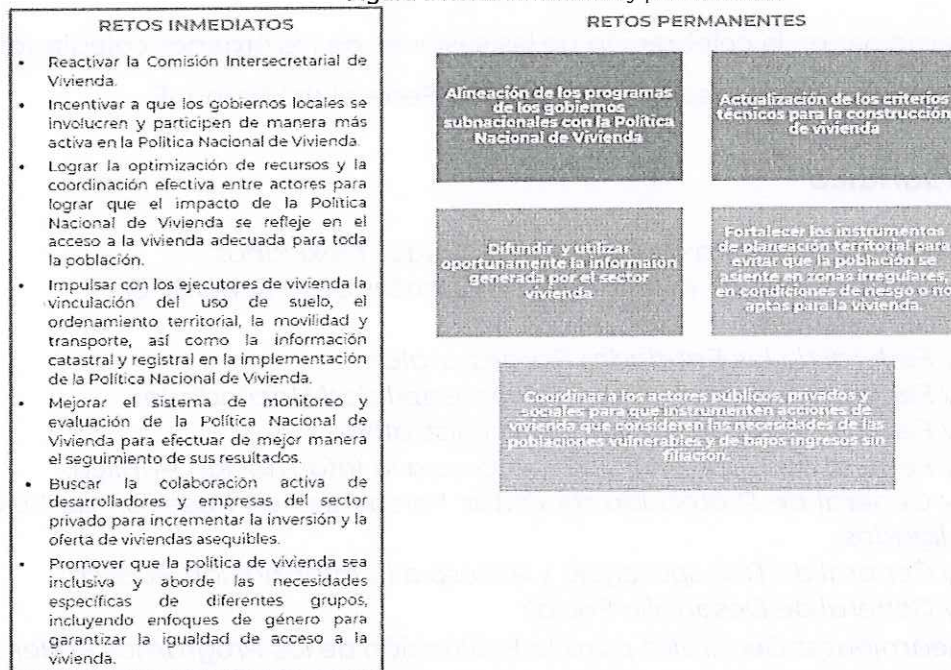 RETOS INMEDIATOS
• Reactivar la Comisión Intersecretarial de
Vivienda.
• Incentivar a que los gobiernos locales se
involucren y participen de manera más
activa en la Política Nacional de Vivienda.
• Lograr la optimización de recursos y la
coordinación efectiva entre actores para
lograr que el impacto de la Política
Nacional de Vivienda se refleje en el
acceso a la vivienda adecuada para toda
la población.
• Impulsar con los ejecutores de vivienda la
vinculación del uso de suelo, el
ordenamiento territorial, la movilidad y
transporte, así como la información
catastral y registral en la implementación
de la Política Nacional de Vivienda.
• Mejorar el sistema de monitoreo y
evaluación de la Política Nacional de
Vivienda para efectuar de mejor manera
el seguimiento de sus resultados.
• Buscar la colaboración activa de
desarrolladores y empresas del sector
privado para incrementar la inversión y la
oferta de viviendas asequibles.
• Promover que la política de vivienda sea
inclusiva y aborde las necesidades
específicas de diferentes grupos,
incluyendo enfoques de género para
garantizar la igualdad de acceso a la
vivienda.
RETOS PERMANENTES
Alineación de los programas
de los gobiernos
subnacionales con la Política
Nacional de Vivienda
Actualización de los criterios
técnicos para la construcción
de vivienda
Difundir y utilizar
oportunamente la informaión
generada por el sector
vivienda
Fortalecer los instrumentos
de planeación territorial para
evitar que la población se
asiente en zonas irregulares,
en condiciones de riesgo o no
aptas para la vivienda.
Coordinar a los actores públicos, privados y
sociales para que instrumenten acciones de
vivienda que consideren las necesidades de las
poblaciones vulnerables y de bajos ingresos sin
filiación.